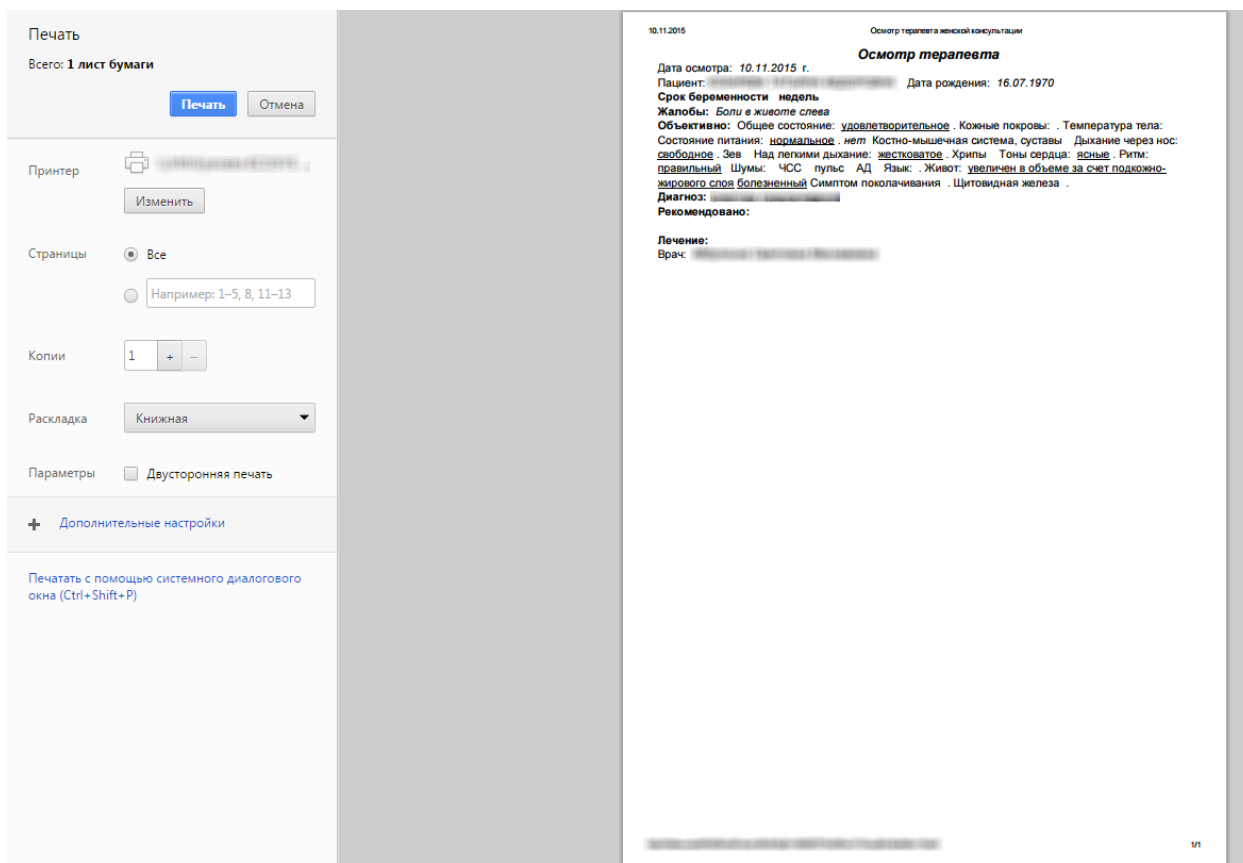 Печать
Всего: 1 лист бумаги
Печать
Отмена
Принтер
Изменить
Страницы
Все
Например: 1–5, 8, 11–13
Копии
1
+
–
Раскладка
Книжная
Параметры
Двусторонняя печать
+ Дополнительные настройки
Печатать с помощью системного диалогового
окна (Ctrl+Shift+P)
10.11.2015 Осмотр терапевта женской консультации
Осмотр терапевта
Дата осмотра: 10.11.2015 г.
Пациент: Дата рождения: 16.07.1970
Срок беременности недель
Жалобы: Боли в животе слева
Объективно: Общее состояние: удовлетворительное . Кожные покровы: . Температура тела:
Состояние питания: нормальное . нет Костно-мышечная система, суставы Дыхание через нос:
свободное . Зев Над легкими дыхание: жестковатое . Хрипы Тоны сердца: ясные . Ритм:
правильный Шумы: ЧСС пульс АД Язык: . Живот: увеличен в объеме за счет подкожно-
жирового слоя болезненный Симптом поколачивания . Щитовидная железа .
Диагноз:
Рекомендовано:
Лечение:
Врач:
1/1